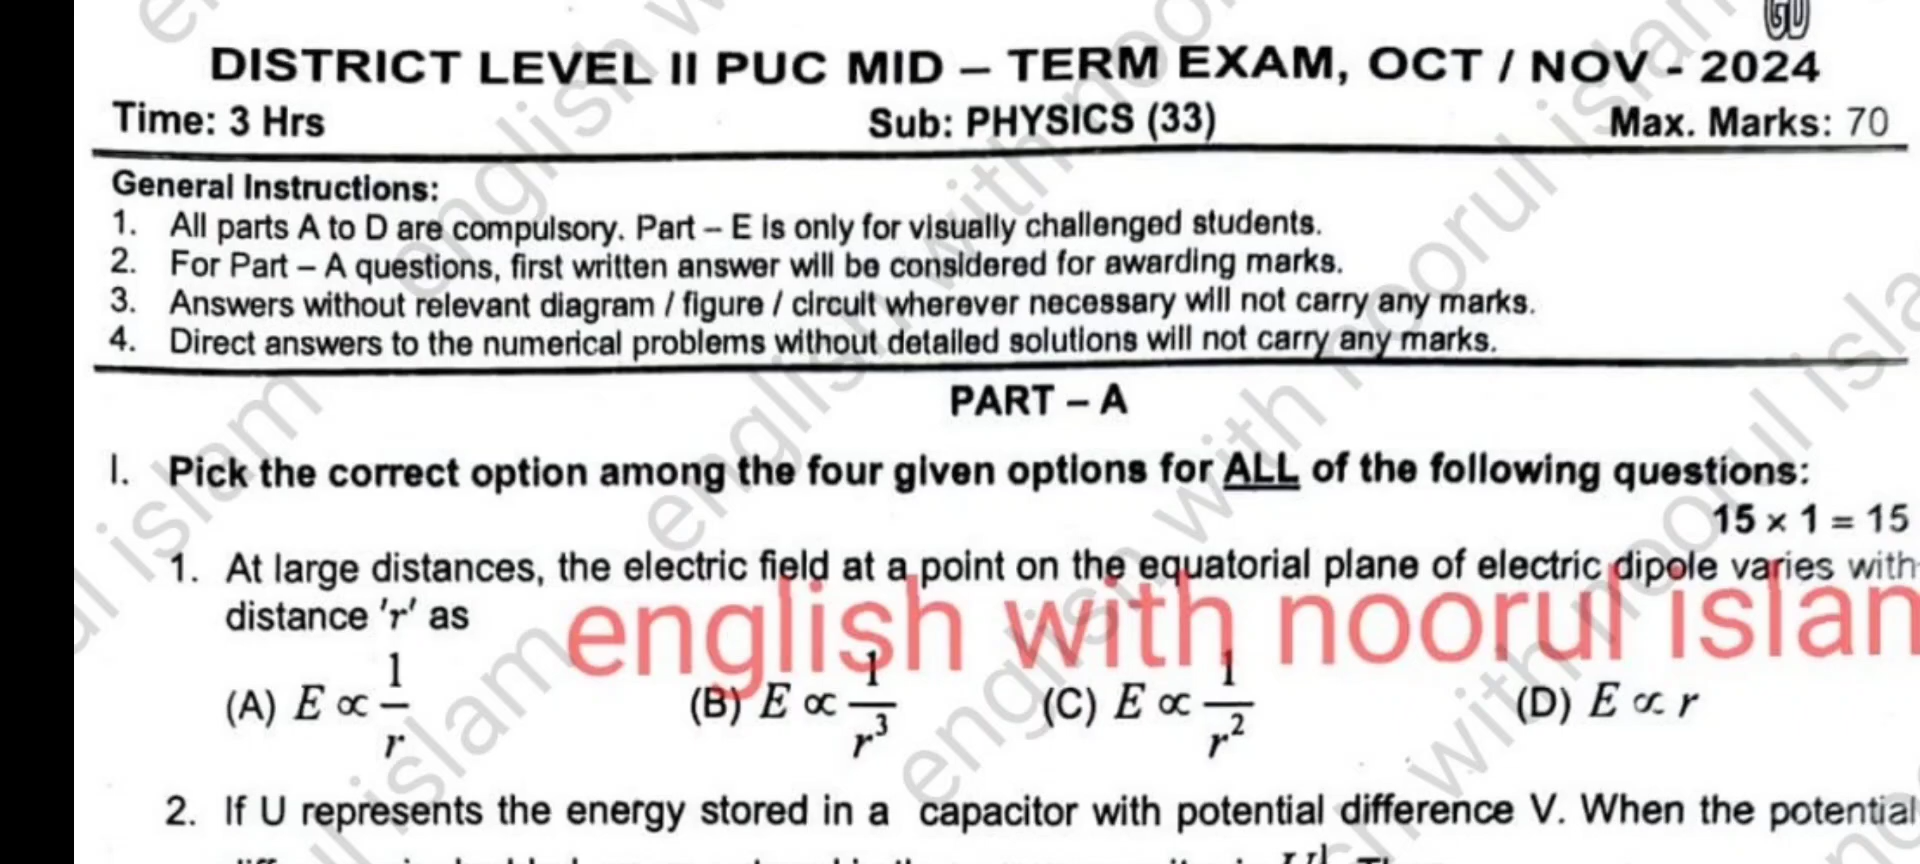 GU
DISTRICT LEVEL II PUC MID – TERM EXAM, OCT / NOV - 2024
Time: 3 Hrs Sub: PHYSICS (33) Max. Marks: 70
General Instructions:
1. All parts A to D are compulsory. Part – E is only for visually challenged students.
2. For Part – A questions, first written answer will be considered for awarding marks.
3. Answers without relevant diagram / figure / circuit wherever necessary will not carry any marks.
4. Direct answers to the numerical problems without detailed solutions will not carry any marks.
PART – A
I. Pick the correct option among the four given options for ALL of the following questions:
15 × 1 = 15
1. At large distances, the electric field at a point on the equatorial plane of electric dipole varies with
distance 'r' as
english with noorul islam
(A) E ∝ 1/r (B) E ∝ 1/r³ (C) E ∝ 1/r² (D) E ∝ r
2. If U represents the energy stored in a capacitor with potential difference V. When the potential